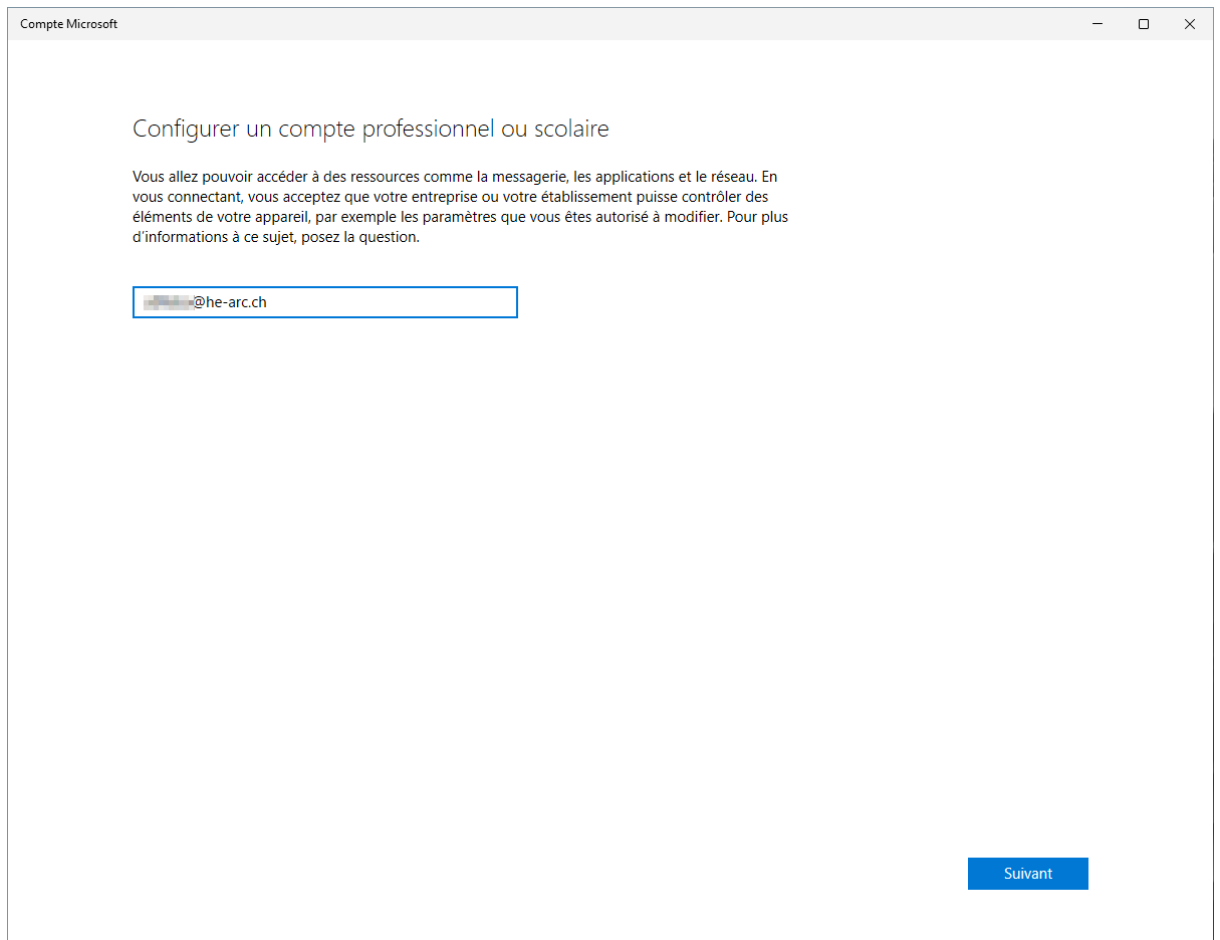 Compte Microsoft
Configurer un compte professionnel ou scolaire
Vous allez pouvoir accéder à des ressources comme la messagerie, les applications et le réseau. En
vous connectant, vous acceptez que votre entreprise ou votre établissement puisse contrôler des
éléments de votre appareil, par exemple les paramètres que vous êtes autorisé à modifier. Pour plus
d'informations à ce sujet, posez la question.
@he-arc.ch
Suivant